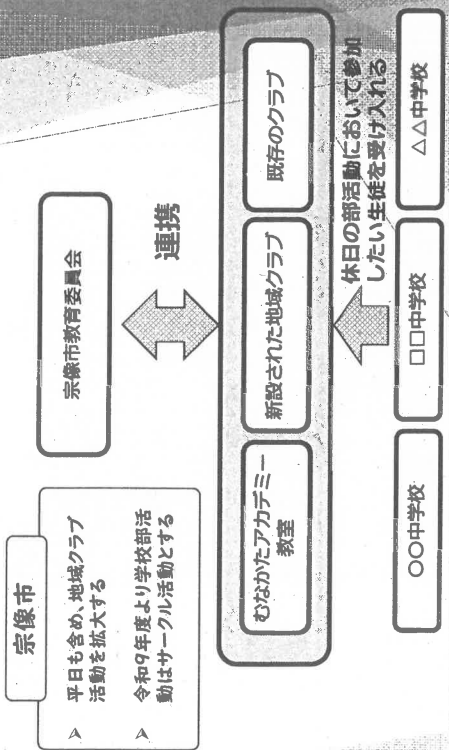 宗像市
➤ 平日も含め、地域クラブ
活動を拡大する
➤ 令和9年度より学校部活
動はサークル活動とする
宗像市教育委員会
連携
むなかたアカデミー
教室
新設された地域クラブ
既存のクラブ
休日の部活動において参加
したい生徒を受け入れる
○○中学校
□□中学校
△△中学校